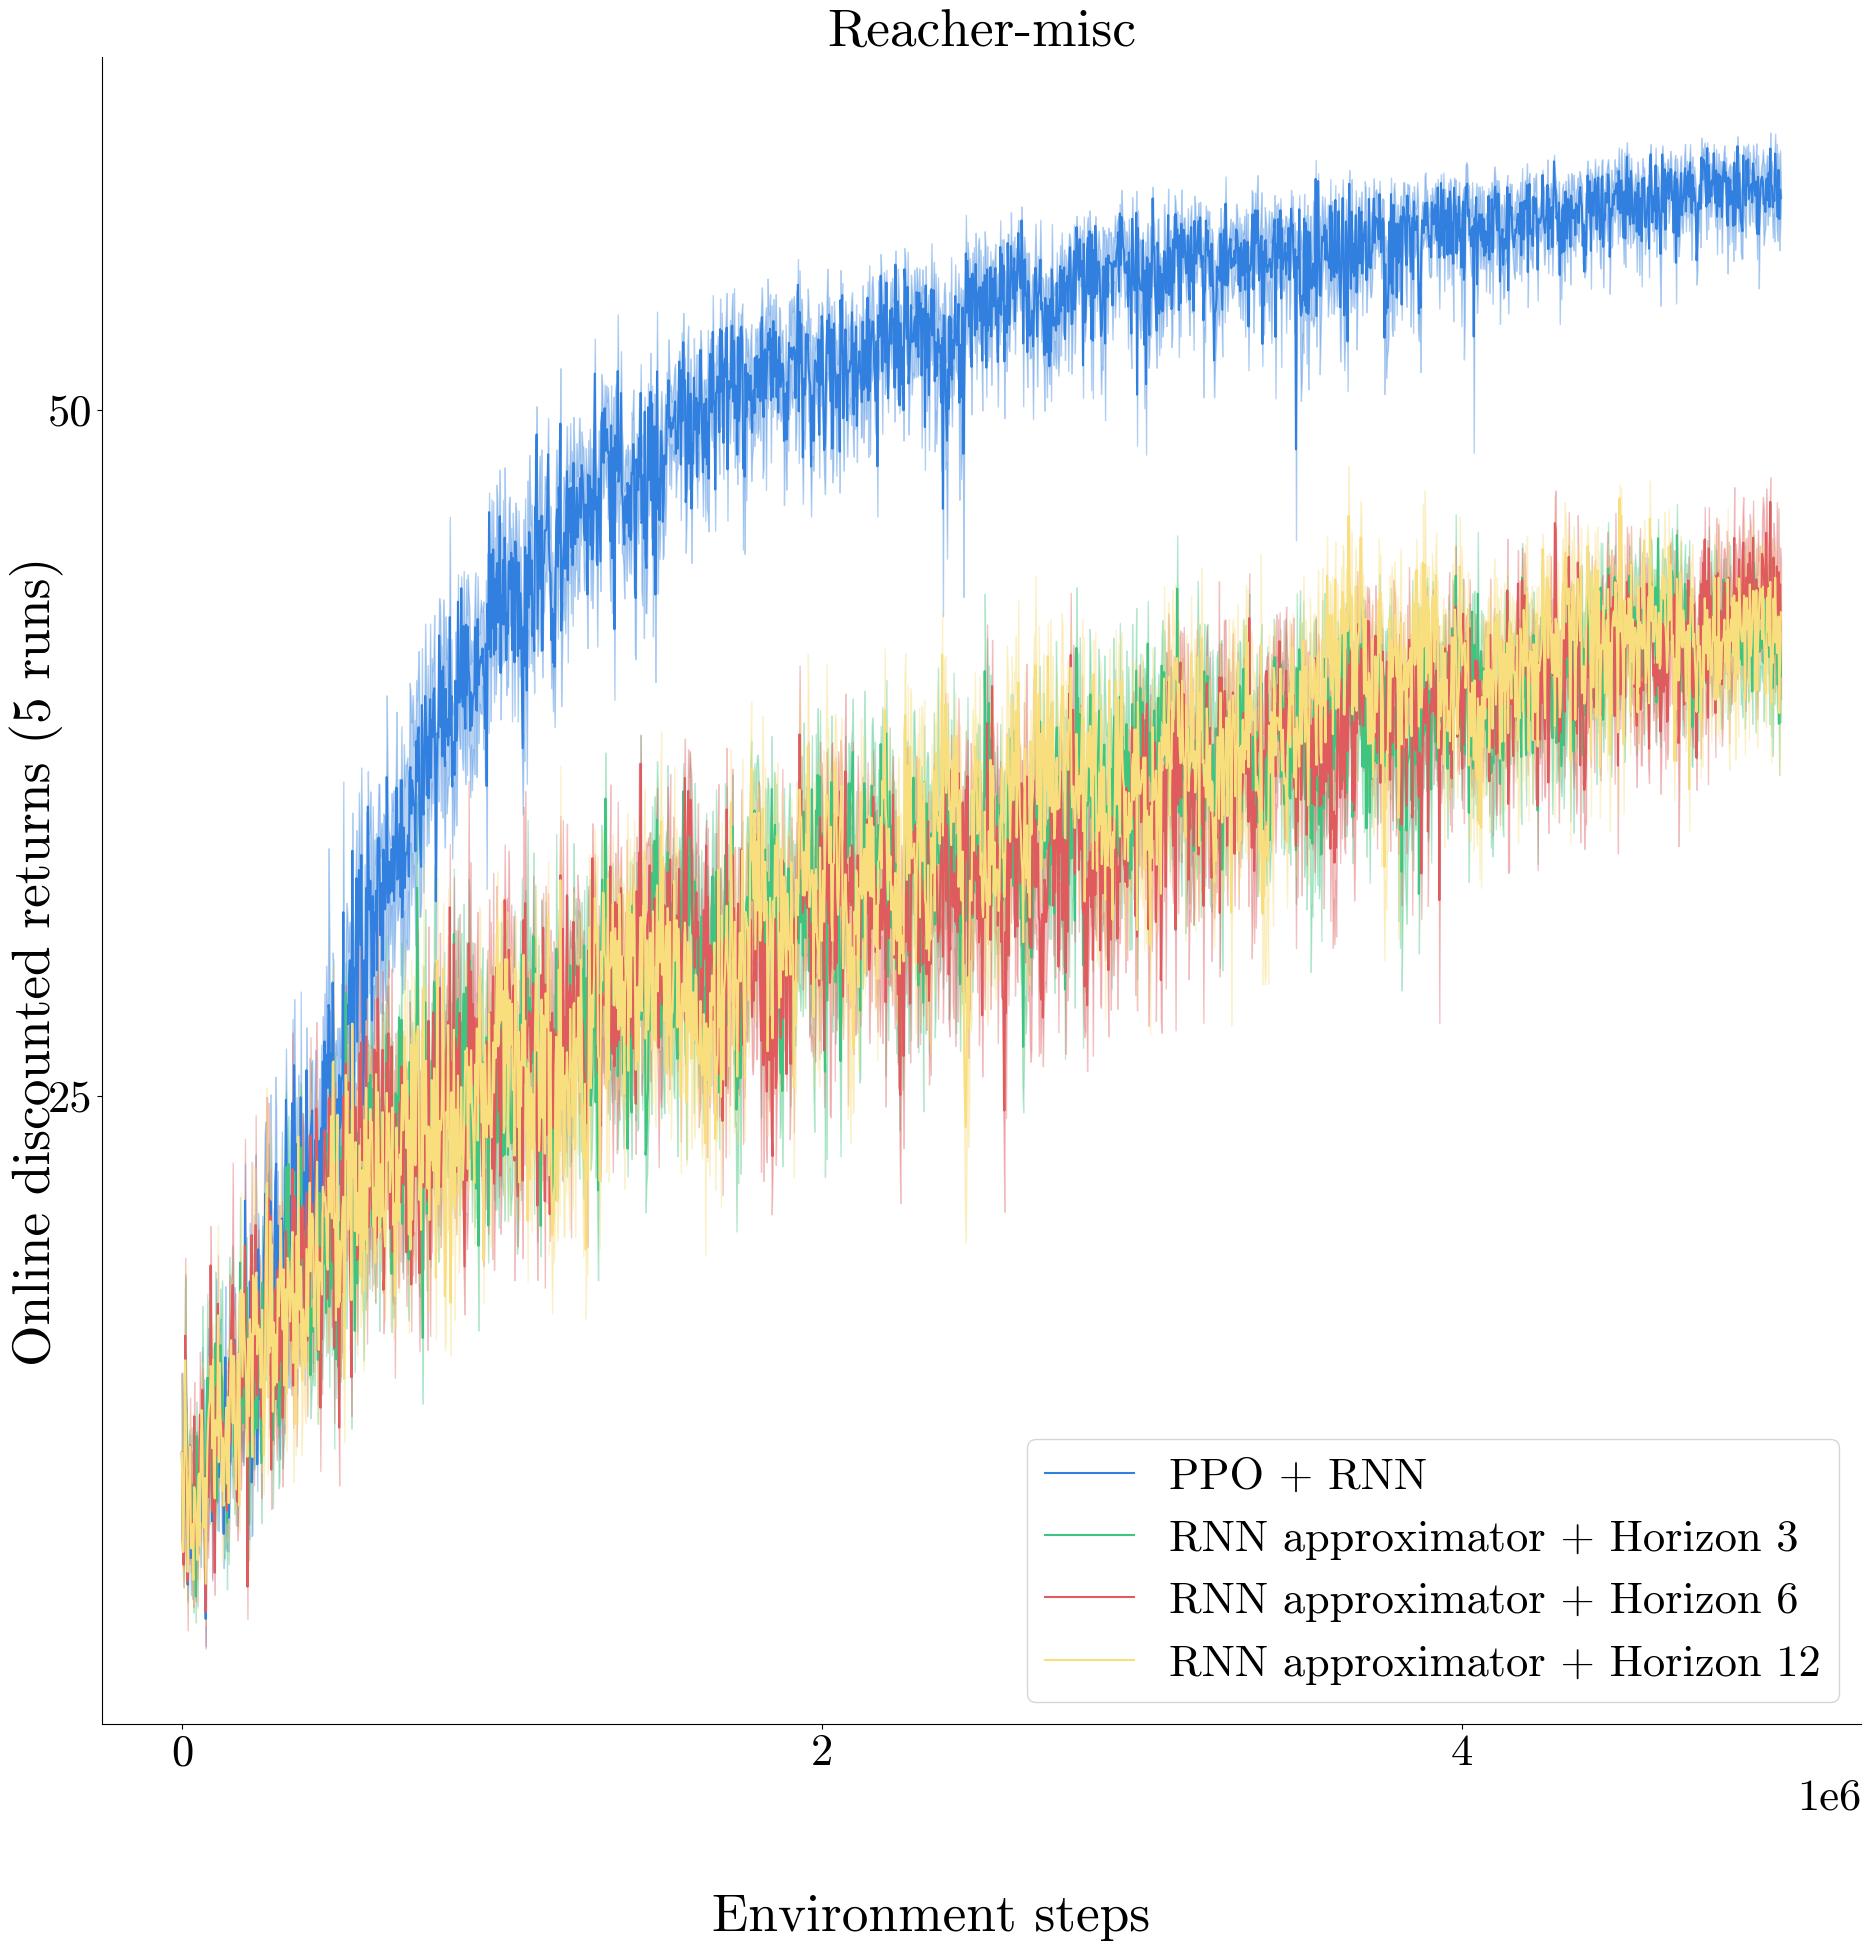 Reacher-misc
Online discounted returns (5 runs)
50
25
PPO + RNN
RNN approximator + Horizon 3
RNN approximator + Horizon 6
RNN approximator + Horizon 12
0 2 4
1e6
Environment steps